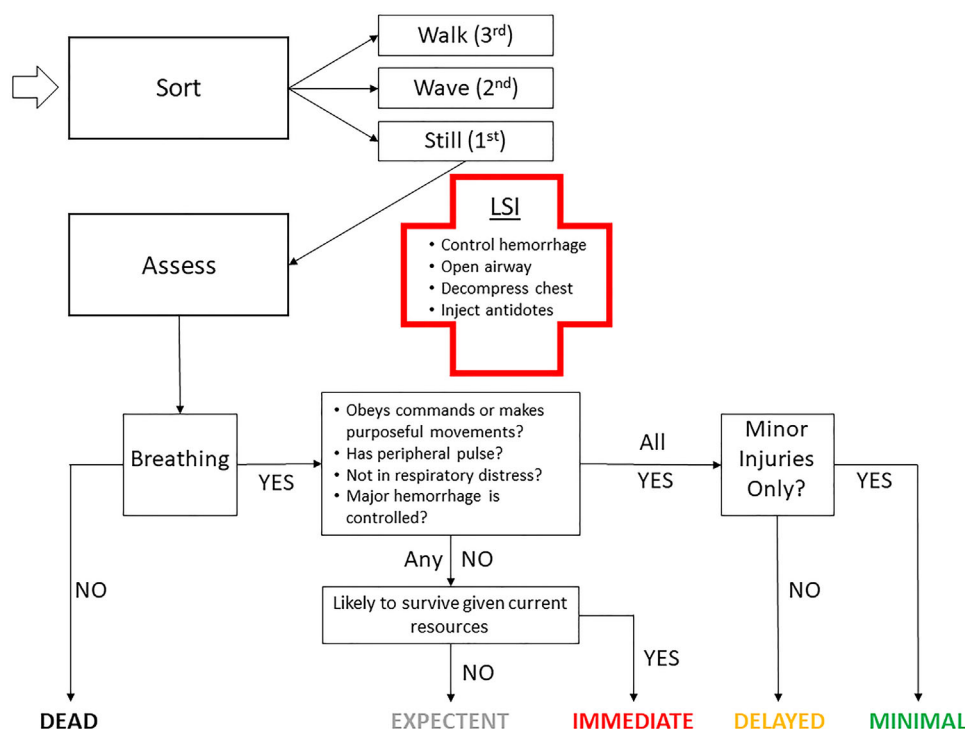 Walk (3rd)
Sort
Wave (2nd)
Still (1st)
LSI
• Control hemorrhage
• Open airway
• Decompress chest
• Inject antidotes
Assess
Breathing
YES
NO
• Obeys commands or makes
purposeful movements?
• Has peripheral pulse?
• Not in respiratory distress?
• Major hemorrhage is
controlled?
All
YES
Minor
Injuries
Only?
YES
NO
Any NO
Likely to survive given current
resources
NO
YES
DEAD
EXPECTENT
IMMEDIATE
DELAYED
MINIMAL